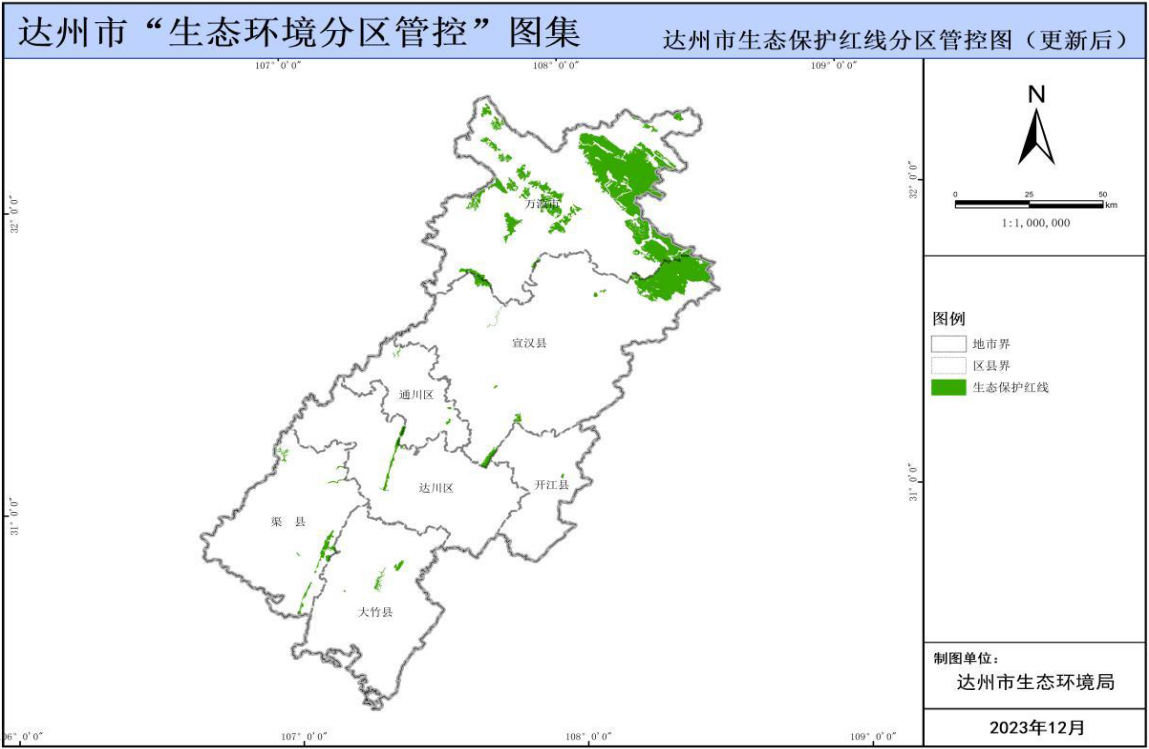 达州市“生态环境分区管控”图集
达州市生态保护红线分区管控图（更新后）
107° 0′0″
108° 0′0″
109° 0′0″
N
32° 0′0″
32° 0′0″
0 25 50
km
1:1,000,000
万源市
图例
地市界
区县界
生态保护红线
宣汉县
通川区
达川区
开江县
31° 0′0″
31° 0′0″
渠 县
大竹县
制图单位：
达州市生态环境局
2023年12月
06° 0′0″
107° 0′0″
108° 0′0″
109° 0′0″